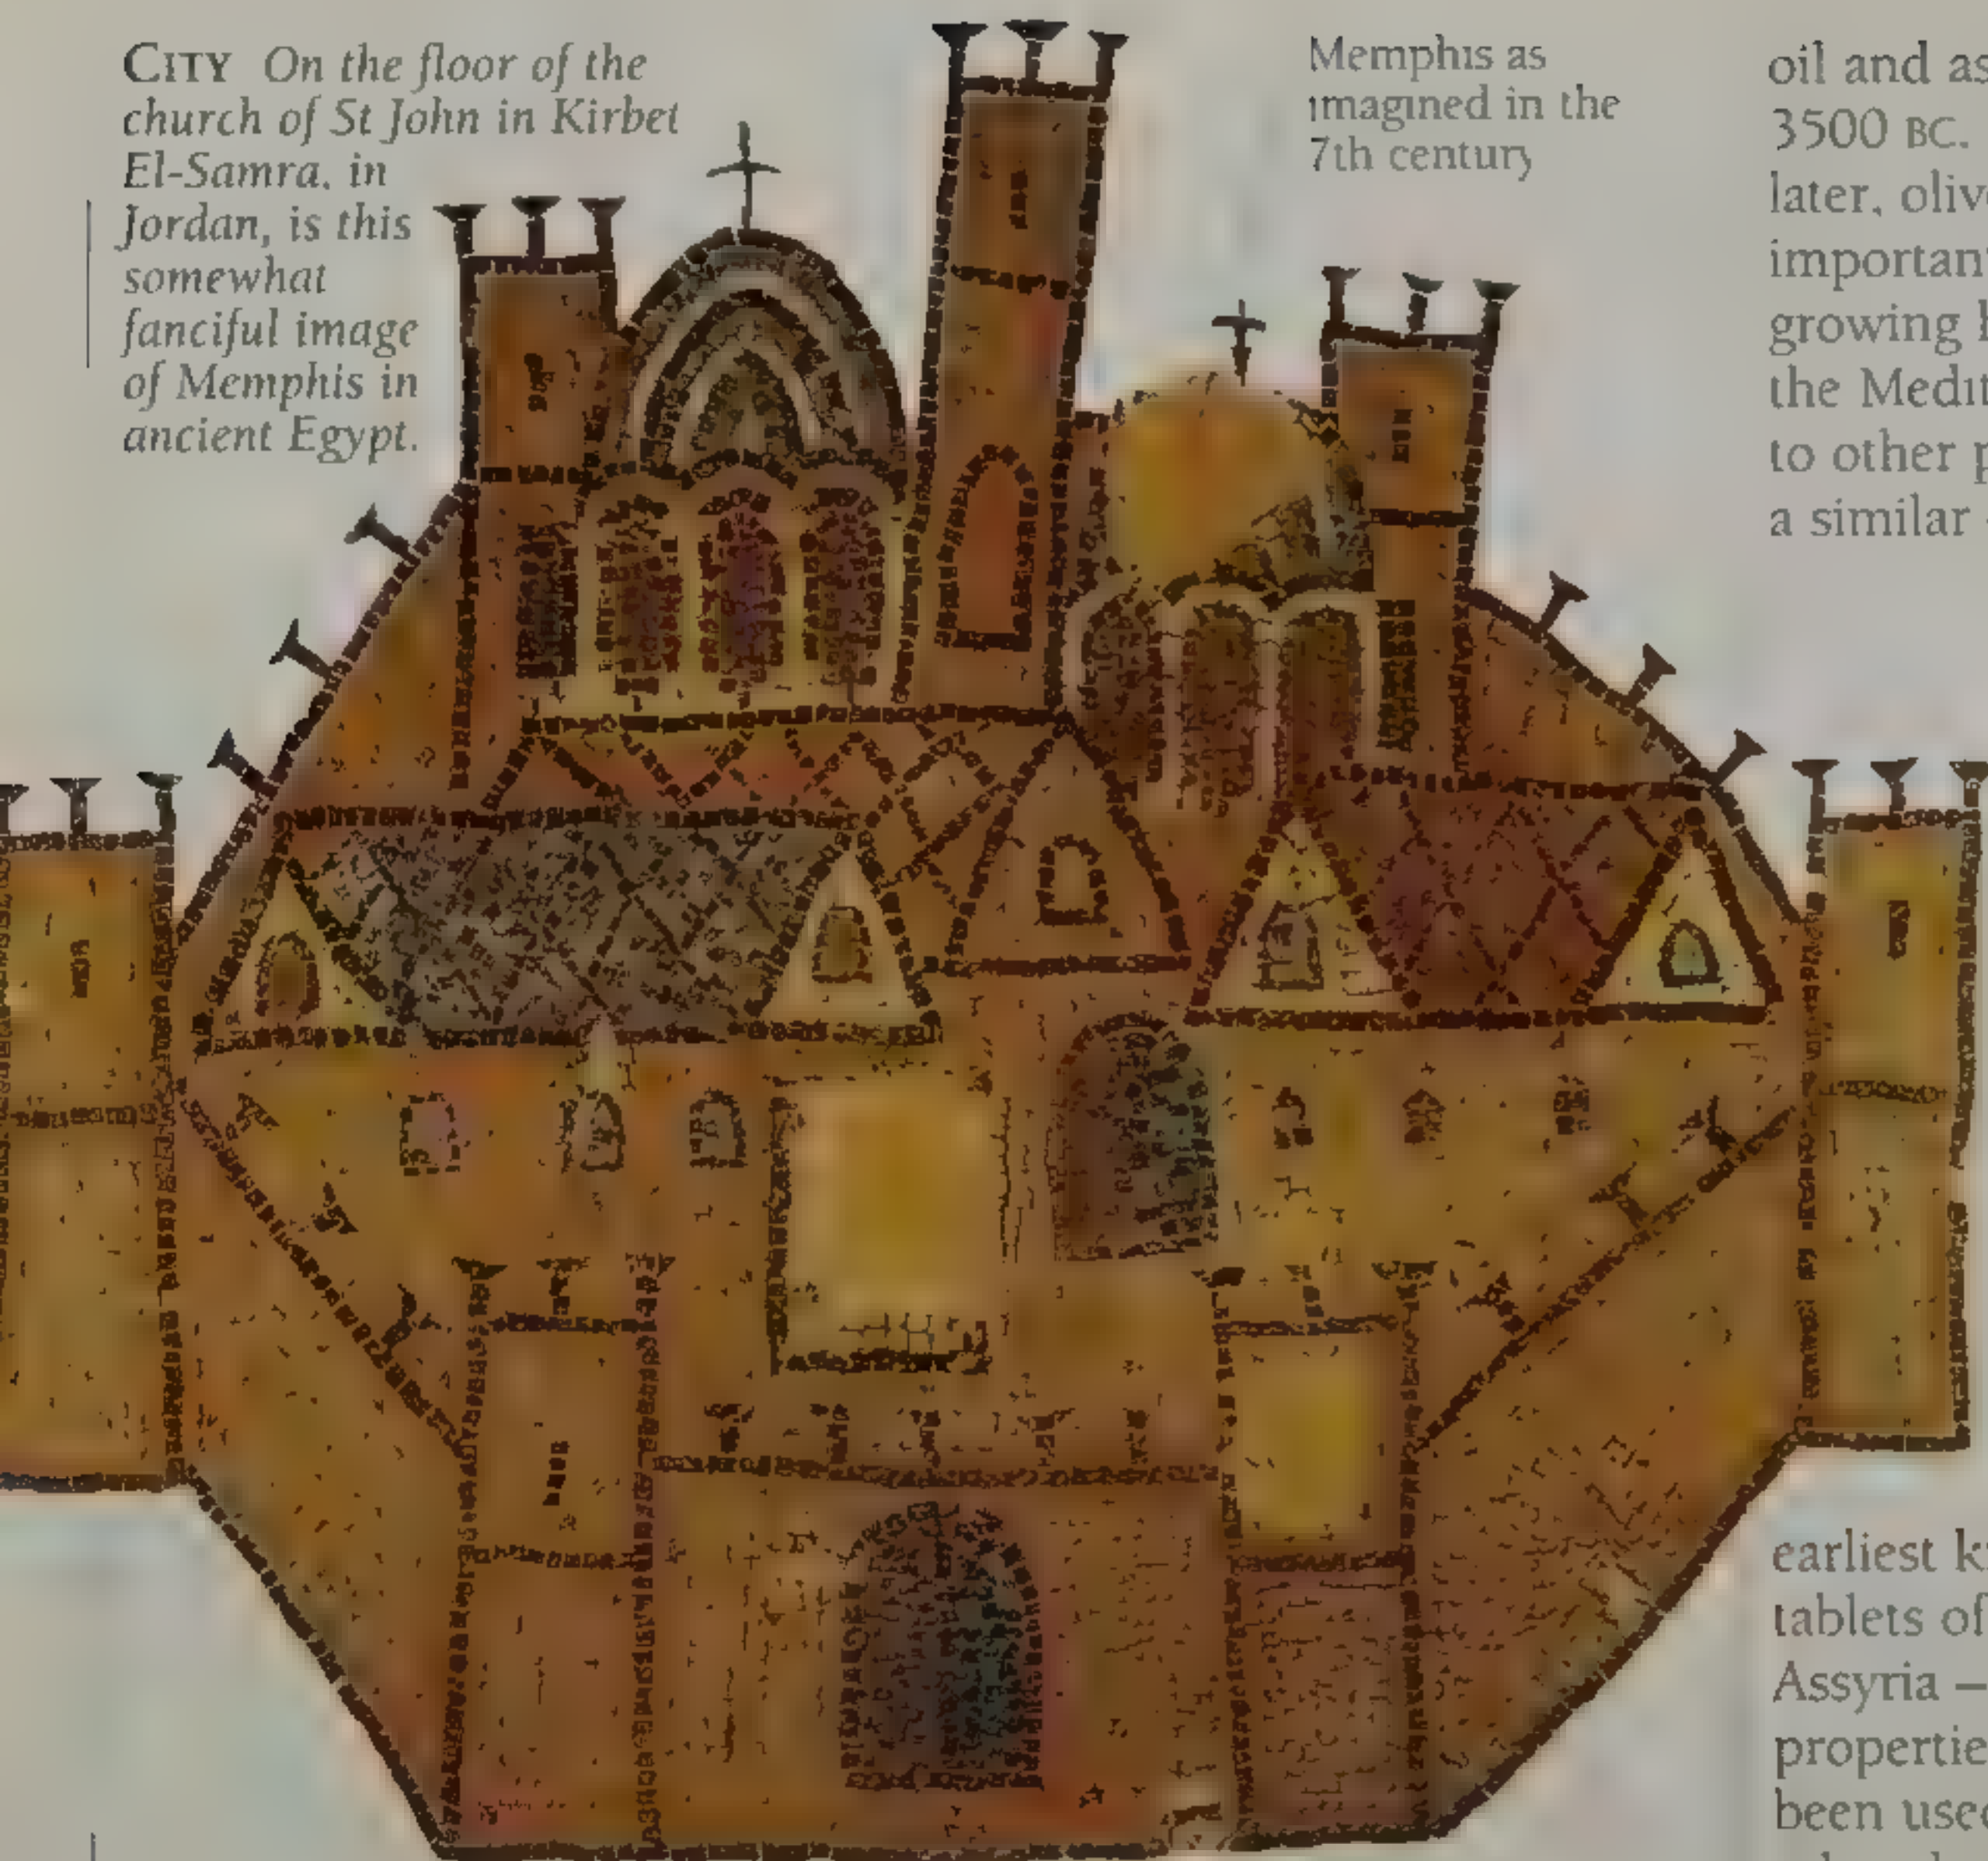 CITY On the floor of the
church of St John in Kirbet
El-Samra, in
Jordan, is this
somewhat
fanciful image
of Memphis in
ancient Egypt.
Memphis as
imagined in the
7th century
oil and as
3500 BC.
later, olive
important
growing
the Medit
to other p
a similar
earliest k
tablets of
Assyria –
propertie
been used